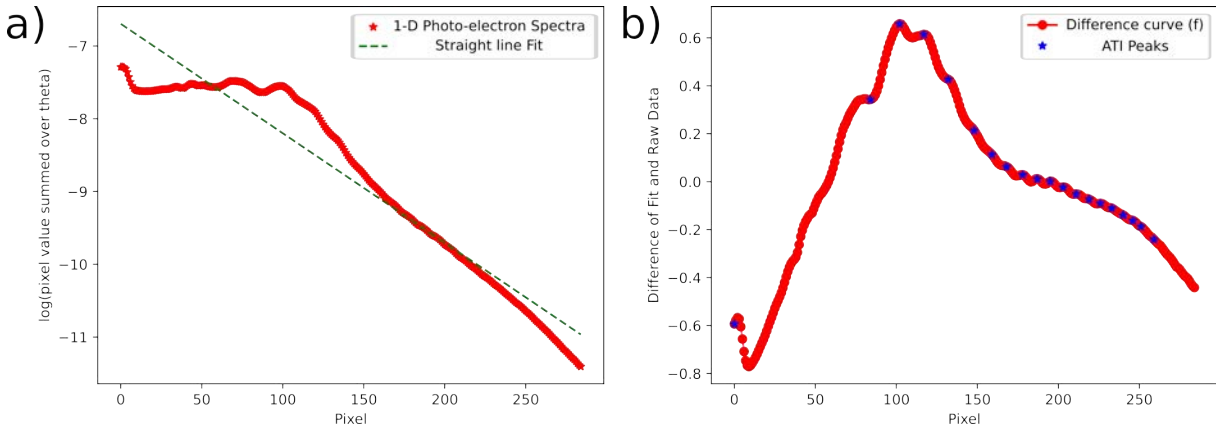 a)
1-D Photo-electron Spectra
Straight line Fit
log(pixel value summed over theta)
−7
−8
−9
−10
−11
0 50 100 150 200 250
Pixel
b)
Difference curve (f)
ATI Peaks
Difference of Fit and Raw Data
0.6
0.4
0.2
0.0
−0.2
−0.4
−0.6
−0.8
0 50 100 150 200 250
Pixel